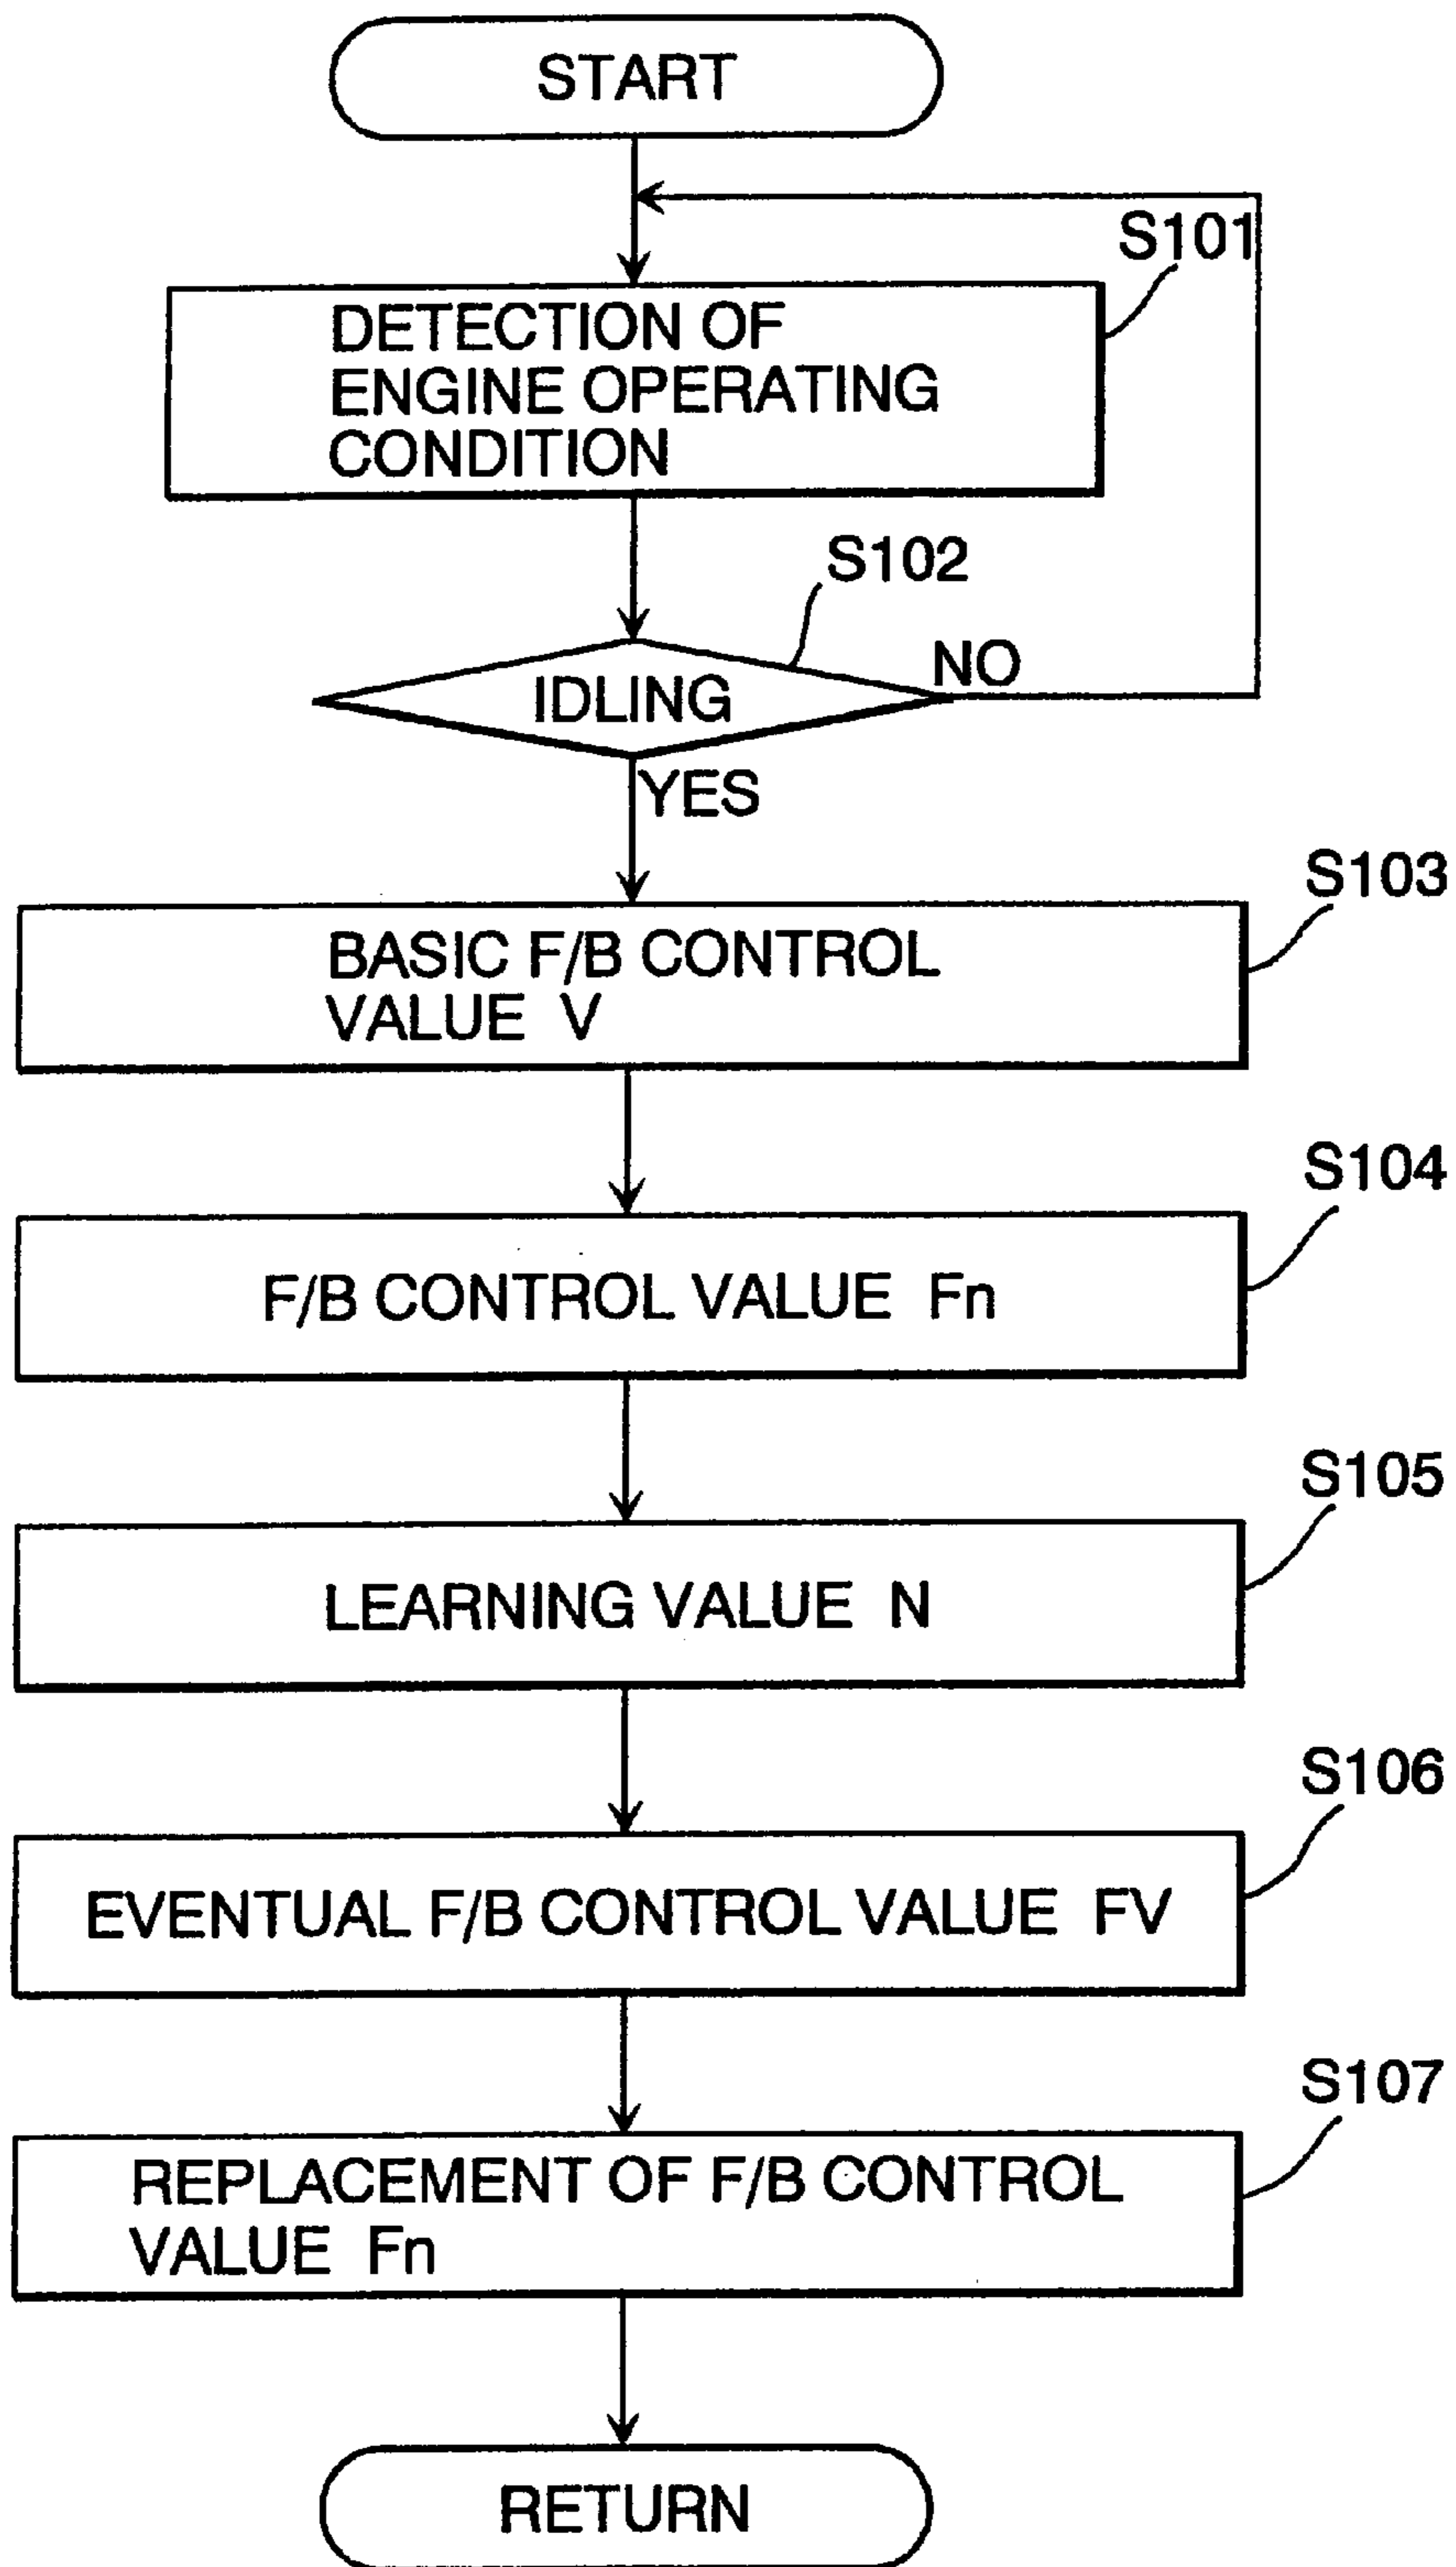 START
S101
DETECTION OF
ENGINE OPERATING
CONDITION
S102
IDLING
NO
YES
S103
BASIC F/B CONTROL
VALUE V
S104
F/B CONTROL VALUE Fn
S105
LEARNING VALUE N
S106
EVENTUAL F/B CONTROL VALUE FV
S107
REPLACEMENT OF F/B CONTROL
VALUE Fn
RETURN